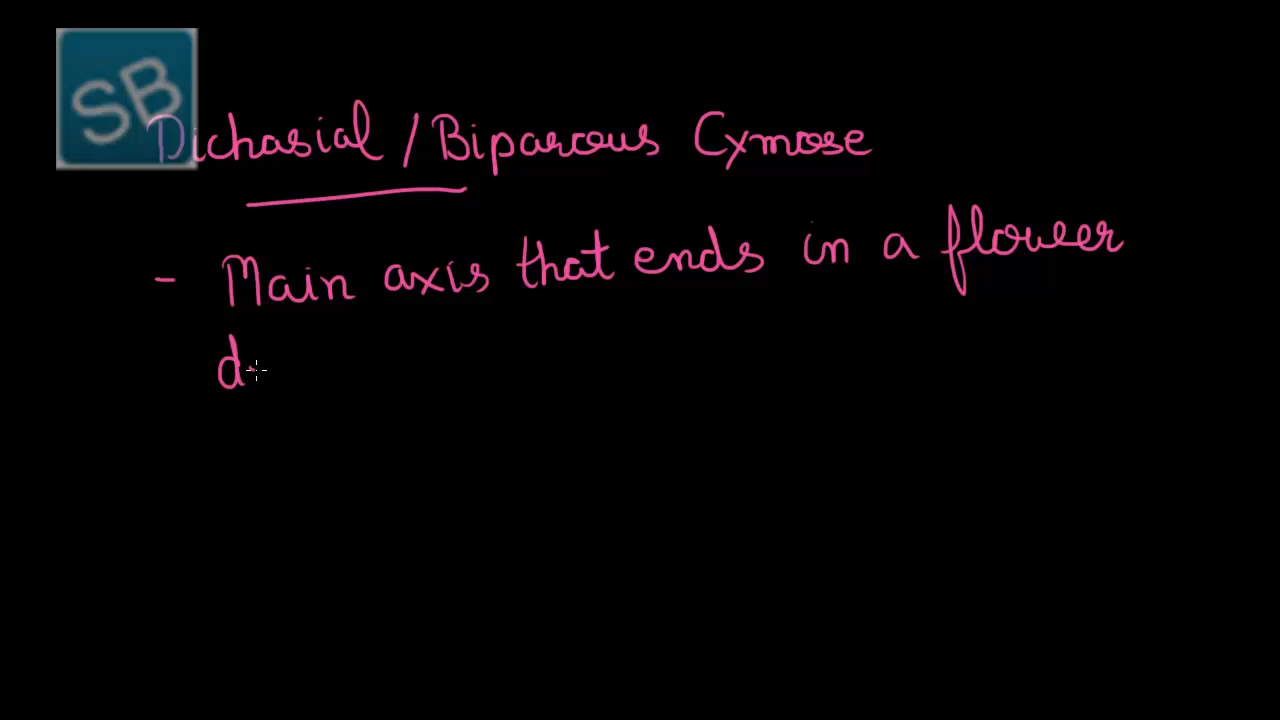 SB
Dichasial / Biparous Cymose
- Main axis that ends in a flower
d